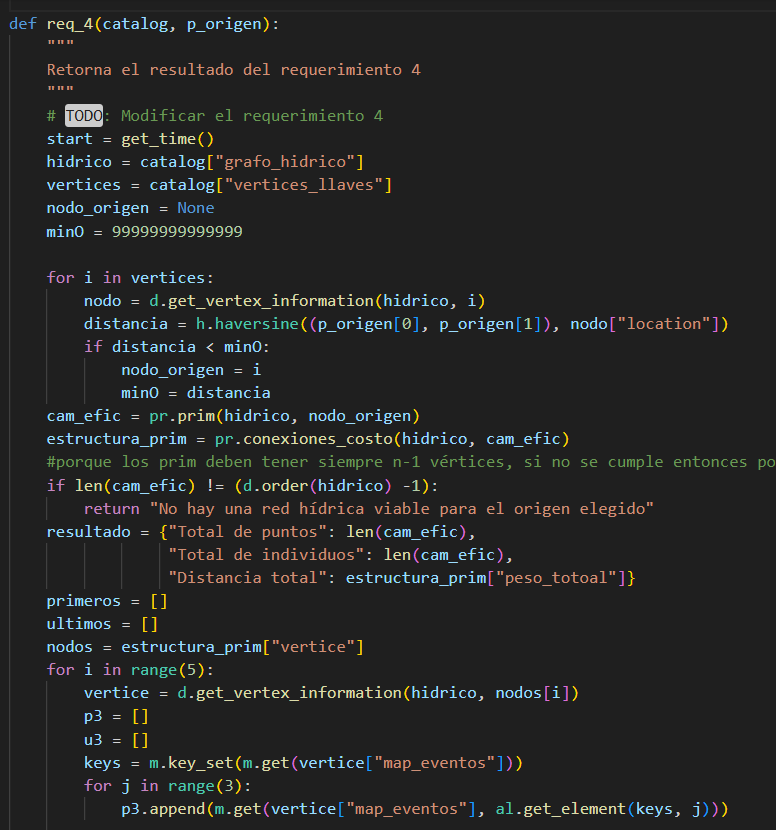 def req_4(catalog, p_origen):
"""
Retorna el resultado del requerimiento 4
"""
# TODO: Modificar el requerimiento 4
start = get_time()
hidrico = catalog["grafo_hidrico"]
vertices = catalog["vertices_llaves"]
nodo_origen = None
minO = 99999999999999
for i in vertices:
nodo = d.get_vertex_information(hidrico, i)
distancia = h.haversine((p_origen[0], p_origen[1]), nodo["location"])
if distancia < minO:
nodo_origen = i
minO = distancia
cam_efic = pr.prim(hidrico, nodo_origen)
estructura_prim = pr.conexiones_costo(hidrico, cam_efic)
#porque los prim deben tener siempre n-1 vértices, si no se cumple entonces po
if len(cam_efic) != (d.order(hidrico) -1):
return "No hay una red hídrica viable para el origen elegido"
resultado = {"Total de puntos": len(cam_efic),
"Total de individuos": len(cam_efic),
"Distancia total": estructura_prim["peso_totoal"]}
primeros = []
ultimos = []
nodos = estructura_prim["vertice"]
for i in range(5):
vertice = d.get_vertex_information(hidrico, nodos[i])
p3 = []
u3 = []
keys = m.key_set(m.get(vertice["map_eventos"]))
for j in range(3):
p3.append(m.get(vertice["map_eventos"], al.get_element(keys, j)))